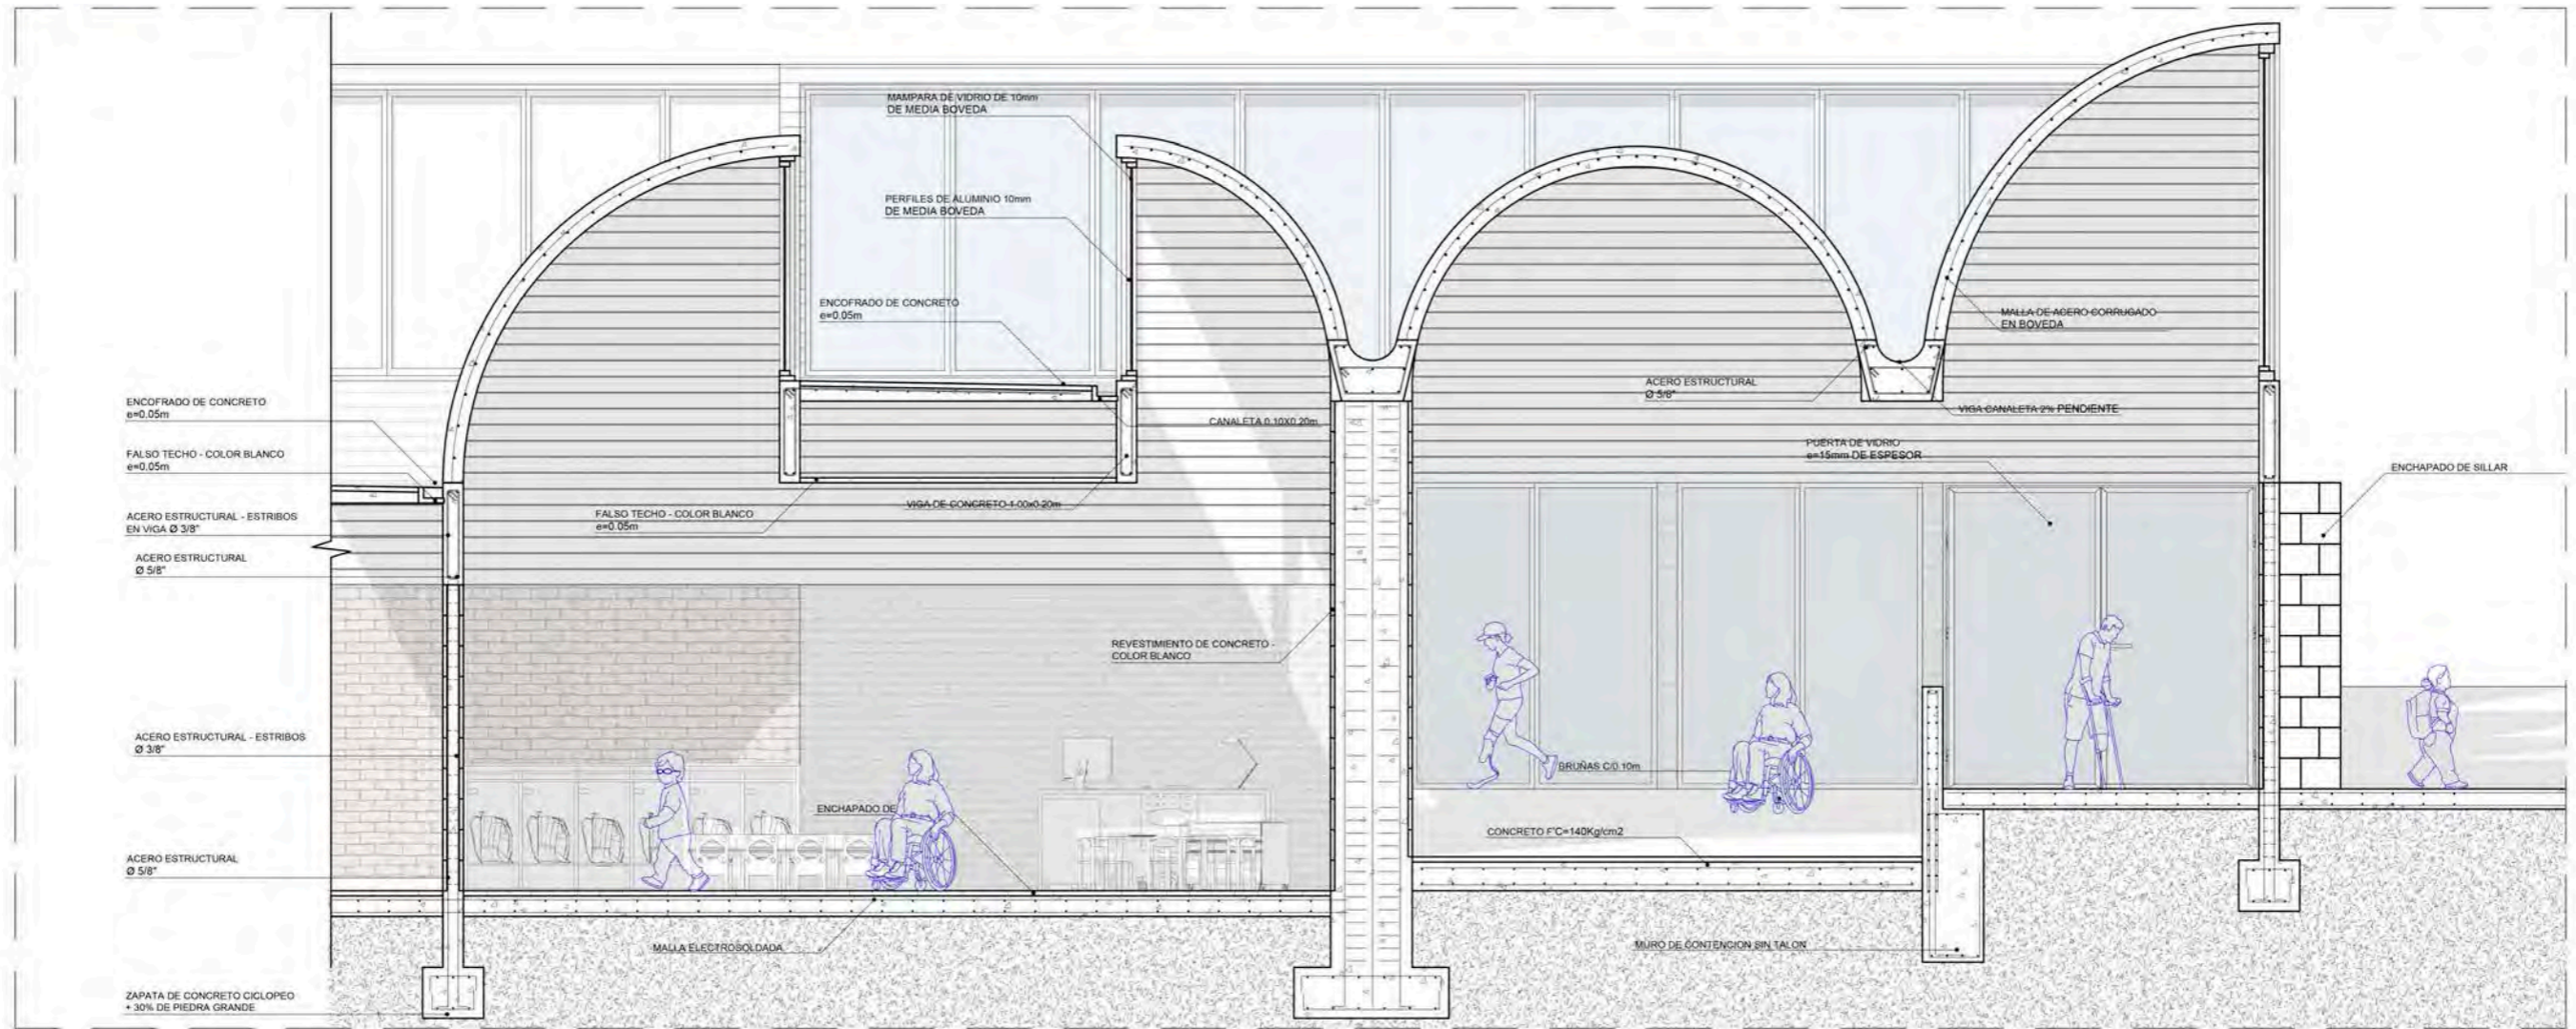 MAMPARA DE VIDRIO DE 10mm
DE MEDIA BOVEDA
PERFILES DE ALUMINIO 10mm
DE MEDIA BOVEDA
ENCOFRADO DE CONCRETO
e=0.05m
MALLA DE ACERO CORRUGADO
EN BOVEDA
ACERO ESTRUCTURAL
Ø 5/8"
VIGA CANALETA 2% PENDIENTE
CANALETA 0.10X0.20m
PUERTA DE VIDRIO
e=15mm DE ESPESOR
ENCHAPADO DE SILLAR
ENCOFRADO DE CONCRETO
e=0.05m
FALSO TECHO - COLOR BLANCO
e=0.05m
ACERO ESTRUCTURAL - ESTRIBOS
EN VIGA Ø 3/8"
ACERO ESTRUCTURAL
Ø 5/8"
FALSO TECHO - COLOR BLANCO
e=0.05m
VIGA DE CONCRETO 1.00x0.20m
REVESTIMIENTO DE CONCRETO -
COLOR BLANCO
ACERO ESTRUCTURAL - ESTRIBOS
Ø 3/8"
BRUÑAS C/0.10m
ENCHAPADO DE
CONCRETO F'C=140Kg/cm2
ACERO ESTRUCTURAL
Ø 5/8"
MALLA ELECTROSOLDADA
MURO DE CONTENCION SIN TALON
ZAPATA DE CONCRETO CICLOPEO
+ 30% DE PIEDRA GRANDE